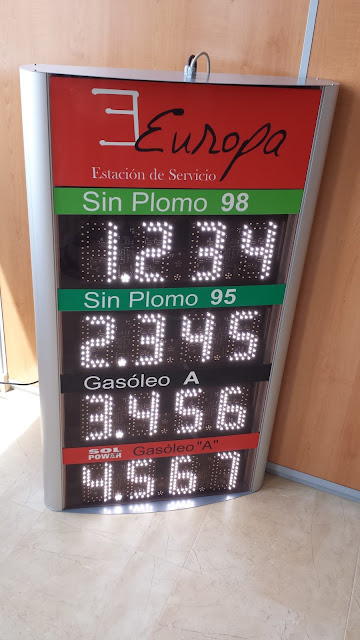 Europa
Estación de Servicio
Sin Plomo 98
1.234
Sin Plomo 95
2.345
Gasóleo A
3.456
SOL POWER Gasóleo "A"
4.567